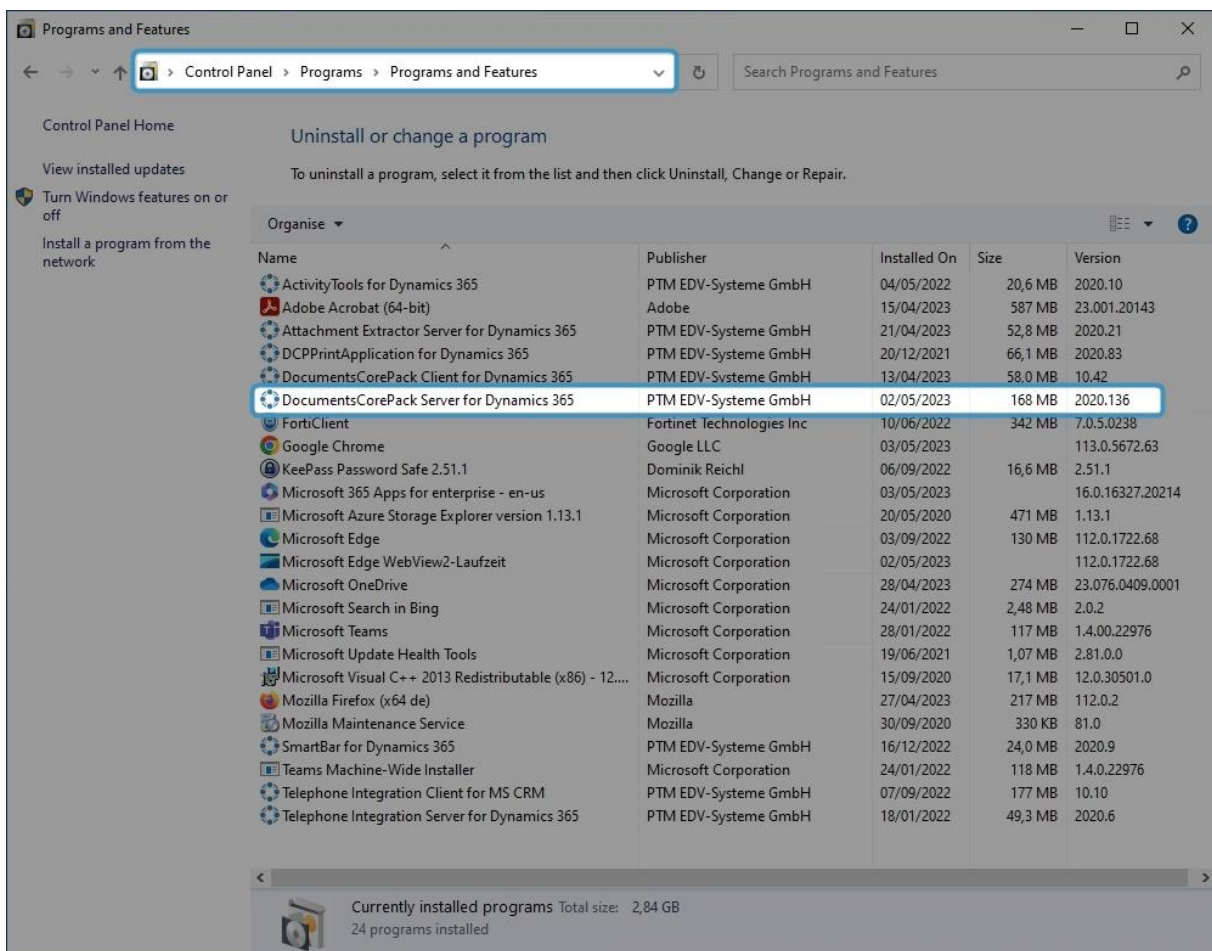 Programs and Features
Control Panel > Programs > Programs and Features
Search Programs and Features
Control Panel Home
View installed updates
Turn Windows features on or
off
Install a program from the
network
Uninstall or change a program
To uninstall a program, select it from the list and then click Uninstall, Change or Repair.
Organise
Name Publisher Installed On Size Version
ActivityTools for Dynamics 365 PTM EDV-Systeme GmbH 04/05/2022 20,6 MB 2020.10
Adobe Acrobat (64-bit) Adobe 15/04/2023 587 MB 23.001.20143
Attachment Extractor Server for Dynamics 365 PTM EDV-Systeme GmbH 21/04/2023 52,8 MB 2020.21
DCPPrintApplication for Dynamics 365 PTM EDV-Systeme GmbH 20/12/2021 66,1 MB 2020.83
DocumentsCorePack Client for Dynamics 365 PTM EDV-Systeme GmbH 13/04/2023 58,0 MB 10.42
DocumentsCorePack Server for Dynamics 365 PTM EDV-Systeme GmbH 02/05/2023 168 MB 2020.136
FortiClient Fortinet Technologies Inc 10/06/2022 342 MB 7.0.5.0238
Google Chrome Google LLC 03/05/2023 113.0.5672.63
KeePass Password Safe 2.51.1 Dominik Reichl 06/09/2022 16,6 MB 2.51.1
Microsoft 365 Apps for enterprise - en-us Microsoft Corporation 03/05/2023 16.0.16327.20214
Microsoft Azure Storage Explorer version 1.13.1 Microsoft Corporation 20/05/2020 471 MB 1.13.1
Microsoft Edge Microsoft Corporation 03/09/2022 130 MB 112.0.1722.68
Microsoft Edge WebView2-Laufzeit Microsoft Corporation 02/05/2023 112.0.1722.68
Microsoft OneDrive Microsoft Corporation 28/04/2023 274 MB 23.076.0409.0001
Microsoft Search in Bing Microsoft Corporation 24/01/2022 2,48 MB 2.0.2
Microsoft Teams Microsoft Corporation 28/01/2022 117 MB 1.4.00.22976
Microsoft Update Health Tools Microsoft Corporation 19/06/2021 1,07 MB 2.81.0.0
Microsoft Visual C++ 2013 Redistributable (x86) - 12.... Microsoft Corporation 15/09/2020 17,1 MB 12.0.30501.0
Mozilla Firefox (x64 de) Mozilla 27/04/2023 217 MB 112.0.2
Mozilla Maintenance Service Mozilla 30/09/2020 330 KB 81.0
SmartBar for Dynamics 365 PTM EDV-Systeme GmbH 16/12/2022 24,0 MB 2020.9
Teams Machine-Wide Installer Microsoft Corporation 24/01/2022 118 MB 1.4.0.22976
Telephone Integration Client for MS CRM PTM EDV-Systeme GmbH 07/09/2022 177 MB 10.10
Telephone Integration Server for Dynamics 365 PTM EDV-Systeme GmbH 18/01/2022 49,3 MB 2020.6
Currently installed programs Total size: 2,84 GB
24 programs installed